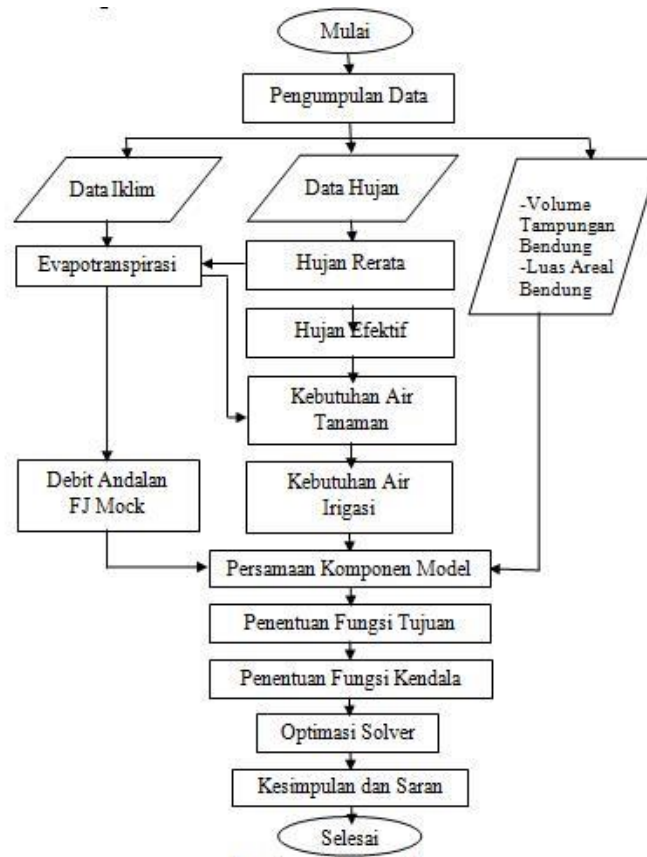 Mulai
Pengumpulan Data
Data Iklim
Data Hujan
-Volume
Tampungan
Bendung
-Luas Areal
Bendung
Evapotranspirasi
Hujan Rerata
Hujan Efektif
Kebutuhan Air
Tanaman
Debit Andalan
FJ Mock
Kebutuhan Air
Irigasi
Persamaan Komponen Model
Penentuan Fungsi Tujuan
Penentuan Fungsi Kendala
Optimasi Solver
Kesimpulan dan Saran
Selesai